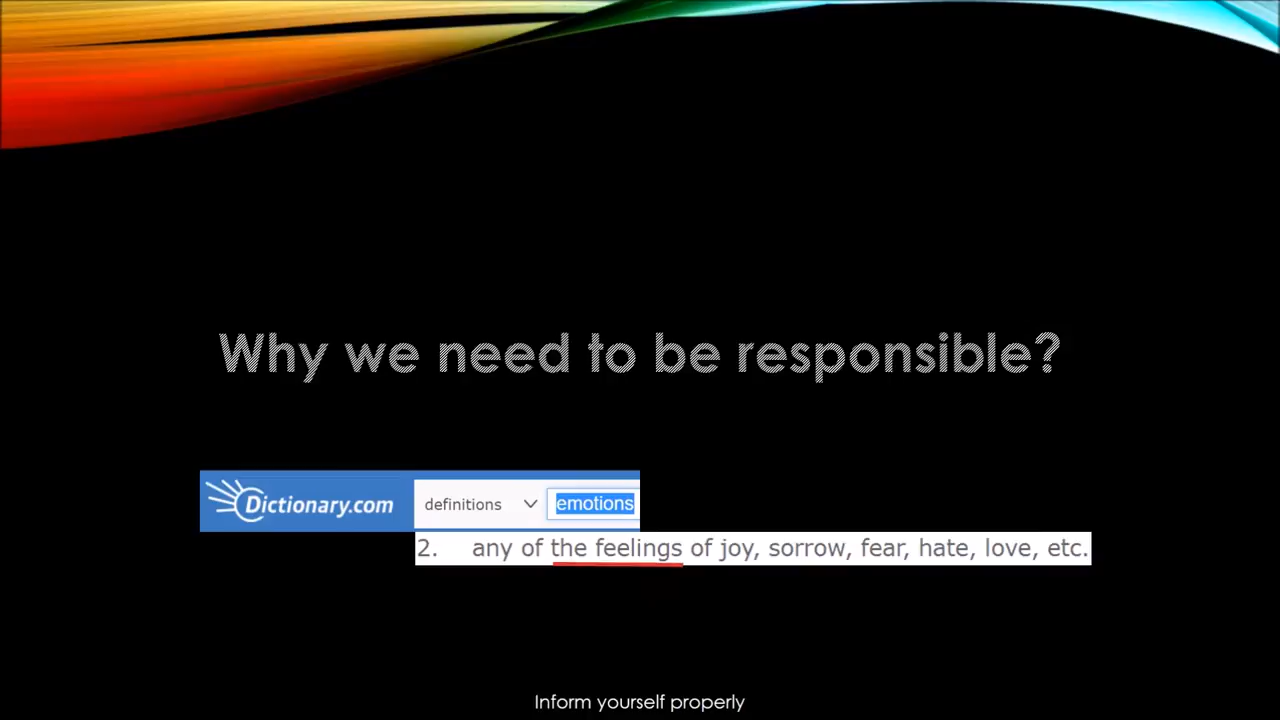 Why we need to be responsible?
Dictionary.com definitions emotions
2. any of the feelings of joy, sorrow, fear, hate, love, etc.
Inform yourself properly